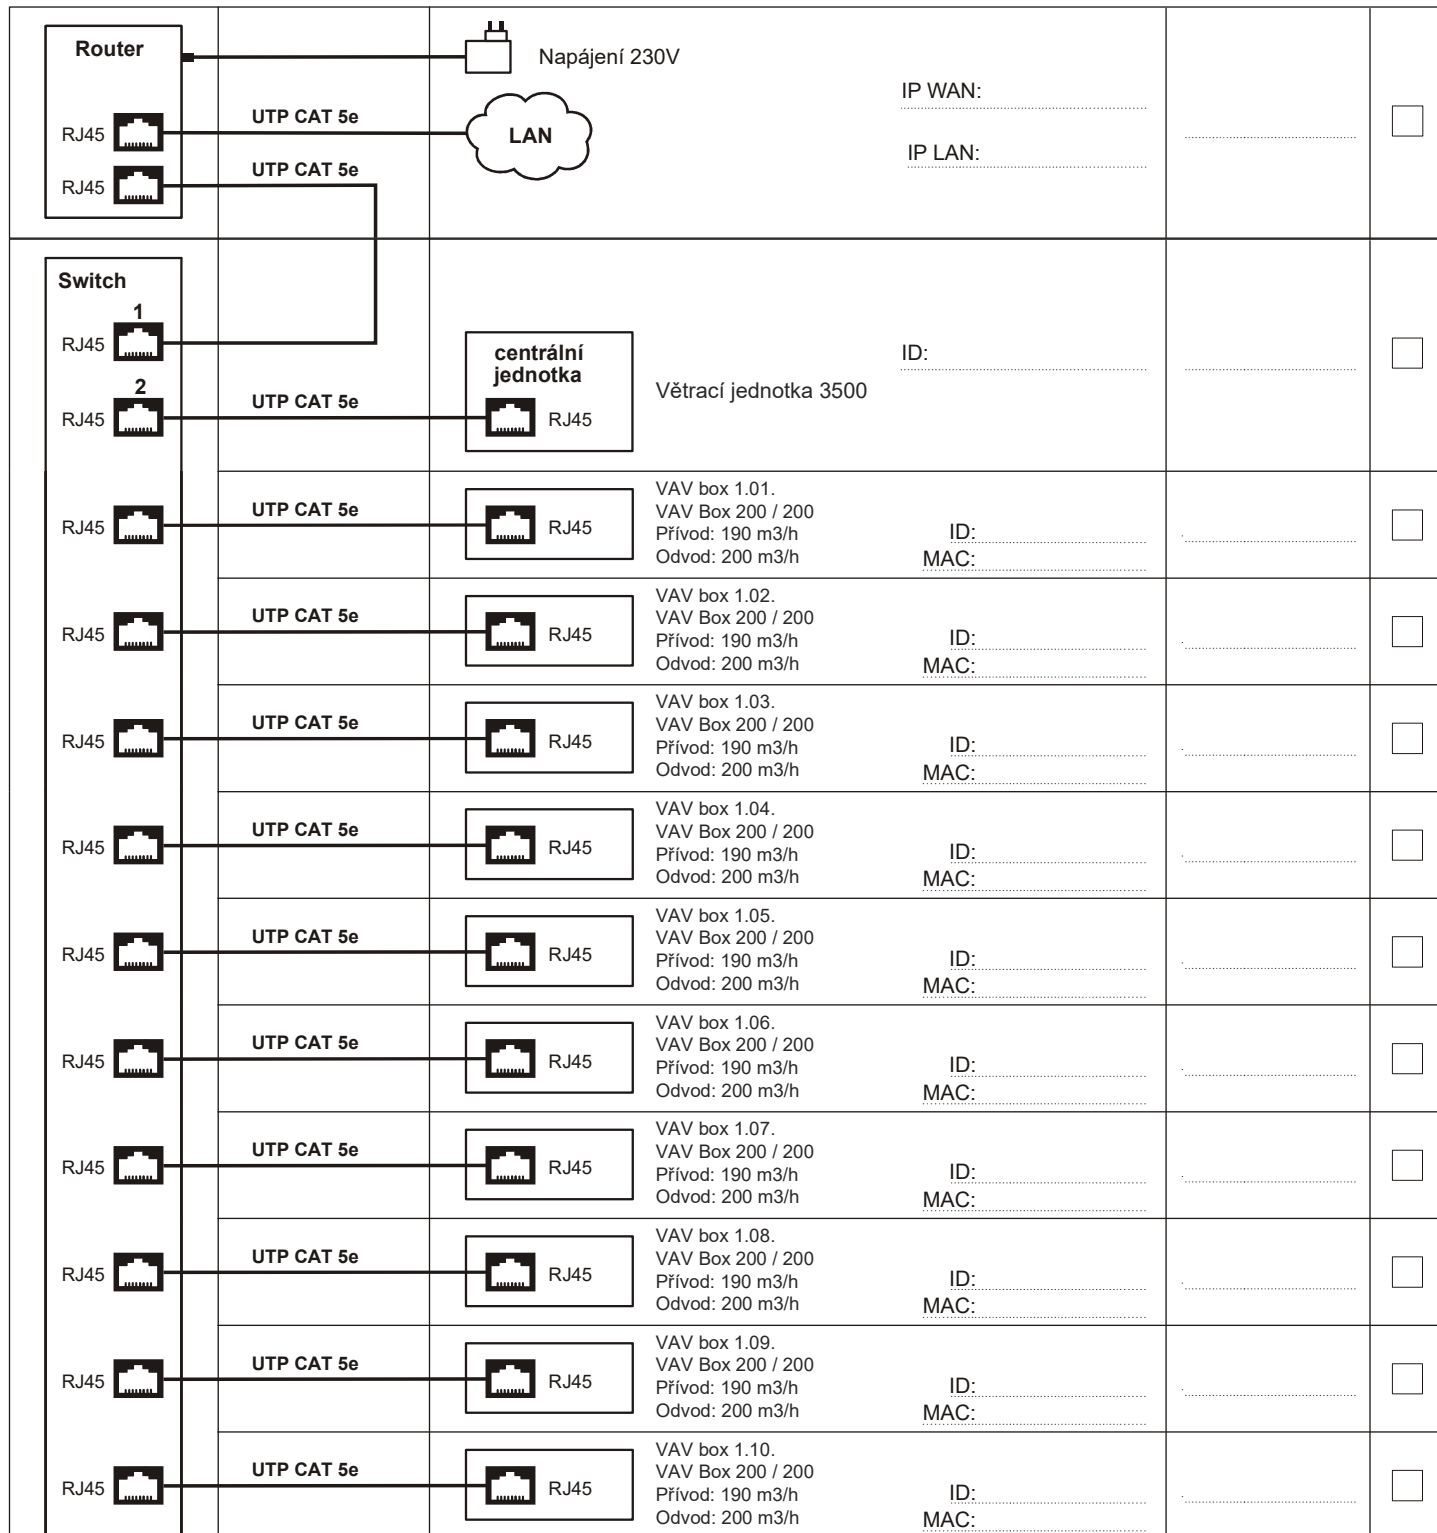 Router
Napájení 230V
IP WAN:
RJ45
UTP CAT 5e
LAN
IP LAN:
RJ45
UTP CAT 5e
Switch
1
RJ45
centrální
jednotka
ID:
2
RJ45
UTP CAT 5e
RJ45
Větrací jednotka 3500
RJ45
UTP CAT 5e
RJ45
VAV box 1.01.
VAV Box 200 / 200
Přívod: 190 m3/h
Odvod: 200 m3/h
ID:
MAC:
RJ45
UTP CAT 5e
RJ45
VAV box 1.02.
VAV Box 200 / 200
Přívod: 190 m3/h
Odvod: 200 m3/h
ID:
MAC:
RJ45
UTP CAT 5e
RJ45
VAV box 1.03.
VAV Box 200 / 200
Přívod: 190 m3/h
Odvod: 200 m3/h
ID:
MAC:
RJ45
UTP CAT 5e
RJ45
VAV box 1.04.
VAV Box 200 / 200
Přívod: 190 m3/h
Odvod: 200 m3/h
ID:
MAC:
RJ45
UTP CAT 5e
RJ45
VAV box 1.05.
VAV Box 200 / 200
Přívod: 190 m3/h
Odvod: 200 m3/h
ID:
MAC:
RJ45
UTP CAT 5e
RJ45
VAV box 1.06.
VAV Box 200 / 200
Přívod: 190 m3/h
Odvod: 200 m3/h
ID:
MAC:
RJ45
UTP CAT 5e
RJ45
VAV box 1.07.
VAV Box 200 / 200
Přívod: 190 m3/h
Odvod: 200 m3/h
ID:
MAC:
RJ45
UTP CAT 5e
RJ45
VAV box 1.08.
VAV Box 200 / 200
Přívod: 190 m3/h
Odvod: 200 m3/h
ID:
MAC:
RJ45
UTP CAT 5e
RJ45
VAV box 1.09.
VAV Box 200 / 200
Přívod: 190 m3/h
Odvod: 200 m3/h
ID:
MAC:
RJ45
UTP CAT 5e
RJ45
VAV box 1.10.
VAV Box 200 / 200
Přívod: 190 m3/h
Odvod: 200 m3/h
ID:
MAC: